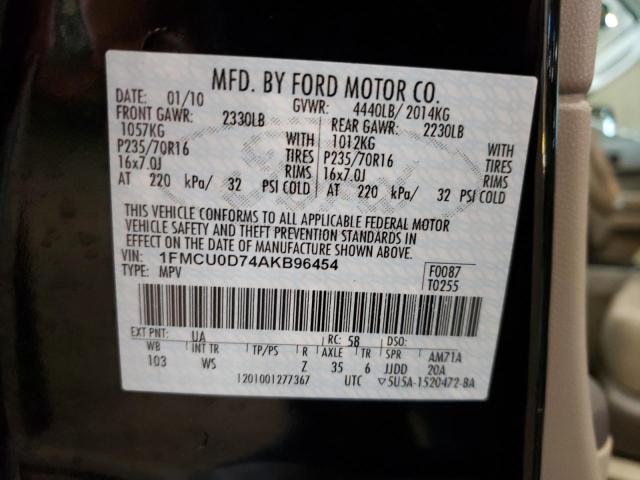 MFD. BY FORD MOTOR CO.
DATE: 01/10 GVWR: 4440LB/ 2014KG
FRONT GAWR: 2330LB REAR GAWR: 2230LB
1057KG WITH 1012KG WITH
P235/70R16 TIRES P235/70R16 TIRES
16x7.0J RIMS 16x7.0J RIMS
AT 220 kPa/ 32 PSI COLD AT 220 kPa/ 32 PSI COLD
THIS VEHICLE CONFORMS TO ALL APPLICABLE FEDERAL MOTOR
VEHICLE SAFETY AND THEFT PREVENTION STANDARDS IN
EFFECT ON THE DATE OF MANUFACTURE SHOWN ABOVE.
VIN: 1FMCU0D74AKB96454 F0087
TYPE: MPV T0255
EXT PNT: UA RC: 58 DSO:
WB INT TR TP/PS R AXLE TR SPR AM71A
103 WS Z 35 6 JJDD 20A
1201001277367 UTC ▽5U5A-1520472-BA